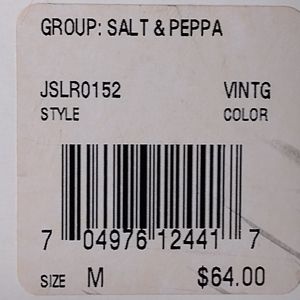 GROUP: SALT & PEPPA
JSLR0152 VINTG
STYLE COLOR
7 04976 12441 7
SIZE M $64.00